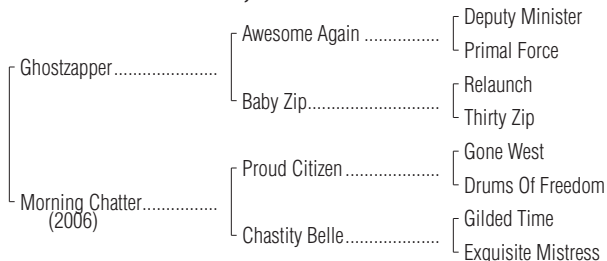 Deputy Minister
Awesome Again ................
Primal Force
Ghostzapper......................
Relaunch
Baby Zip............................
Thirty Zip
Gone West
Proud Citizen ....................
Drums Of Freedom
Morning Chatter................
(2006)
Gilded Time
Chastity Belle....................
Exquisite Mistress